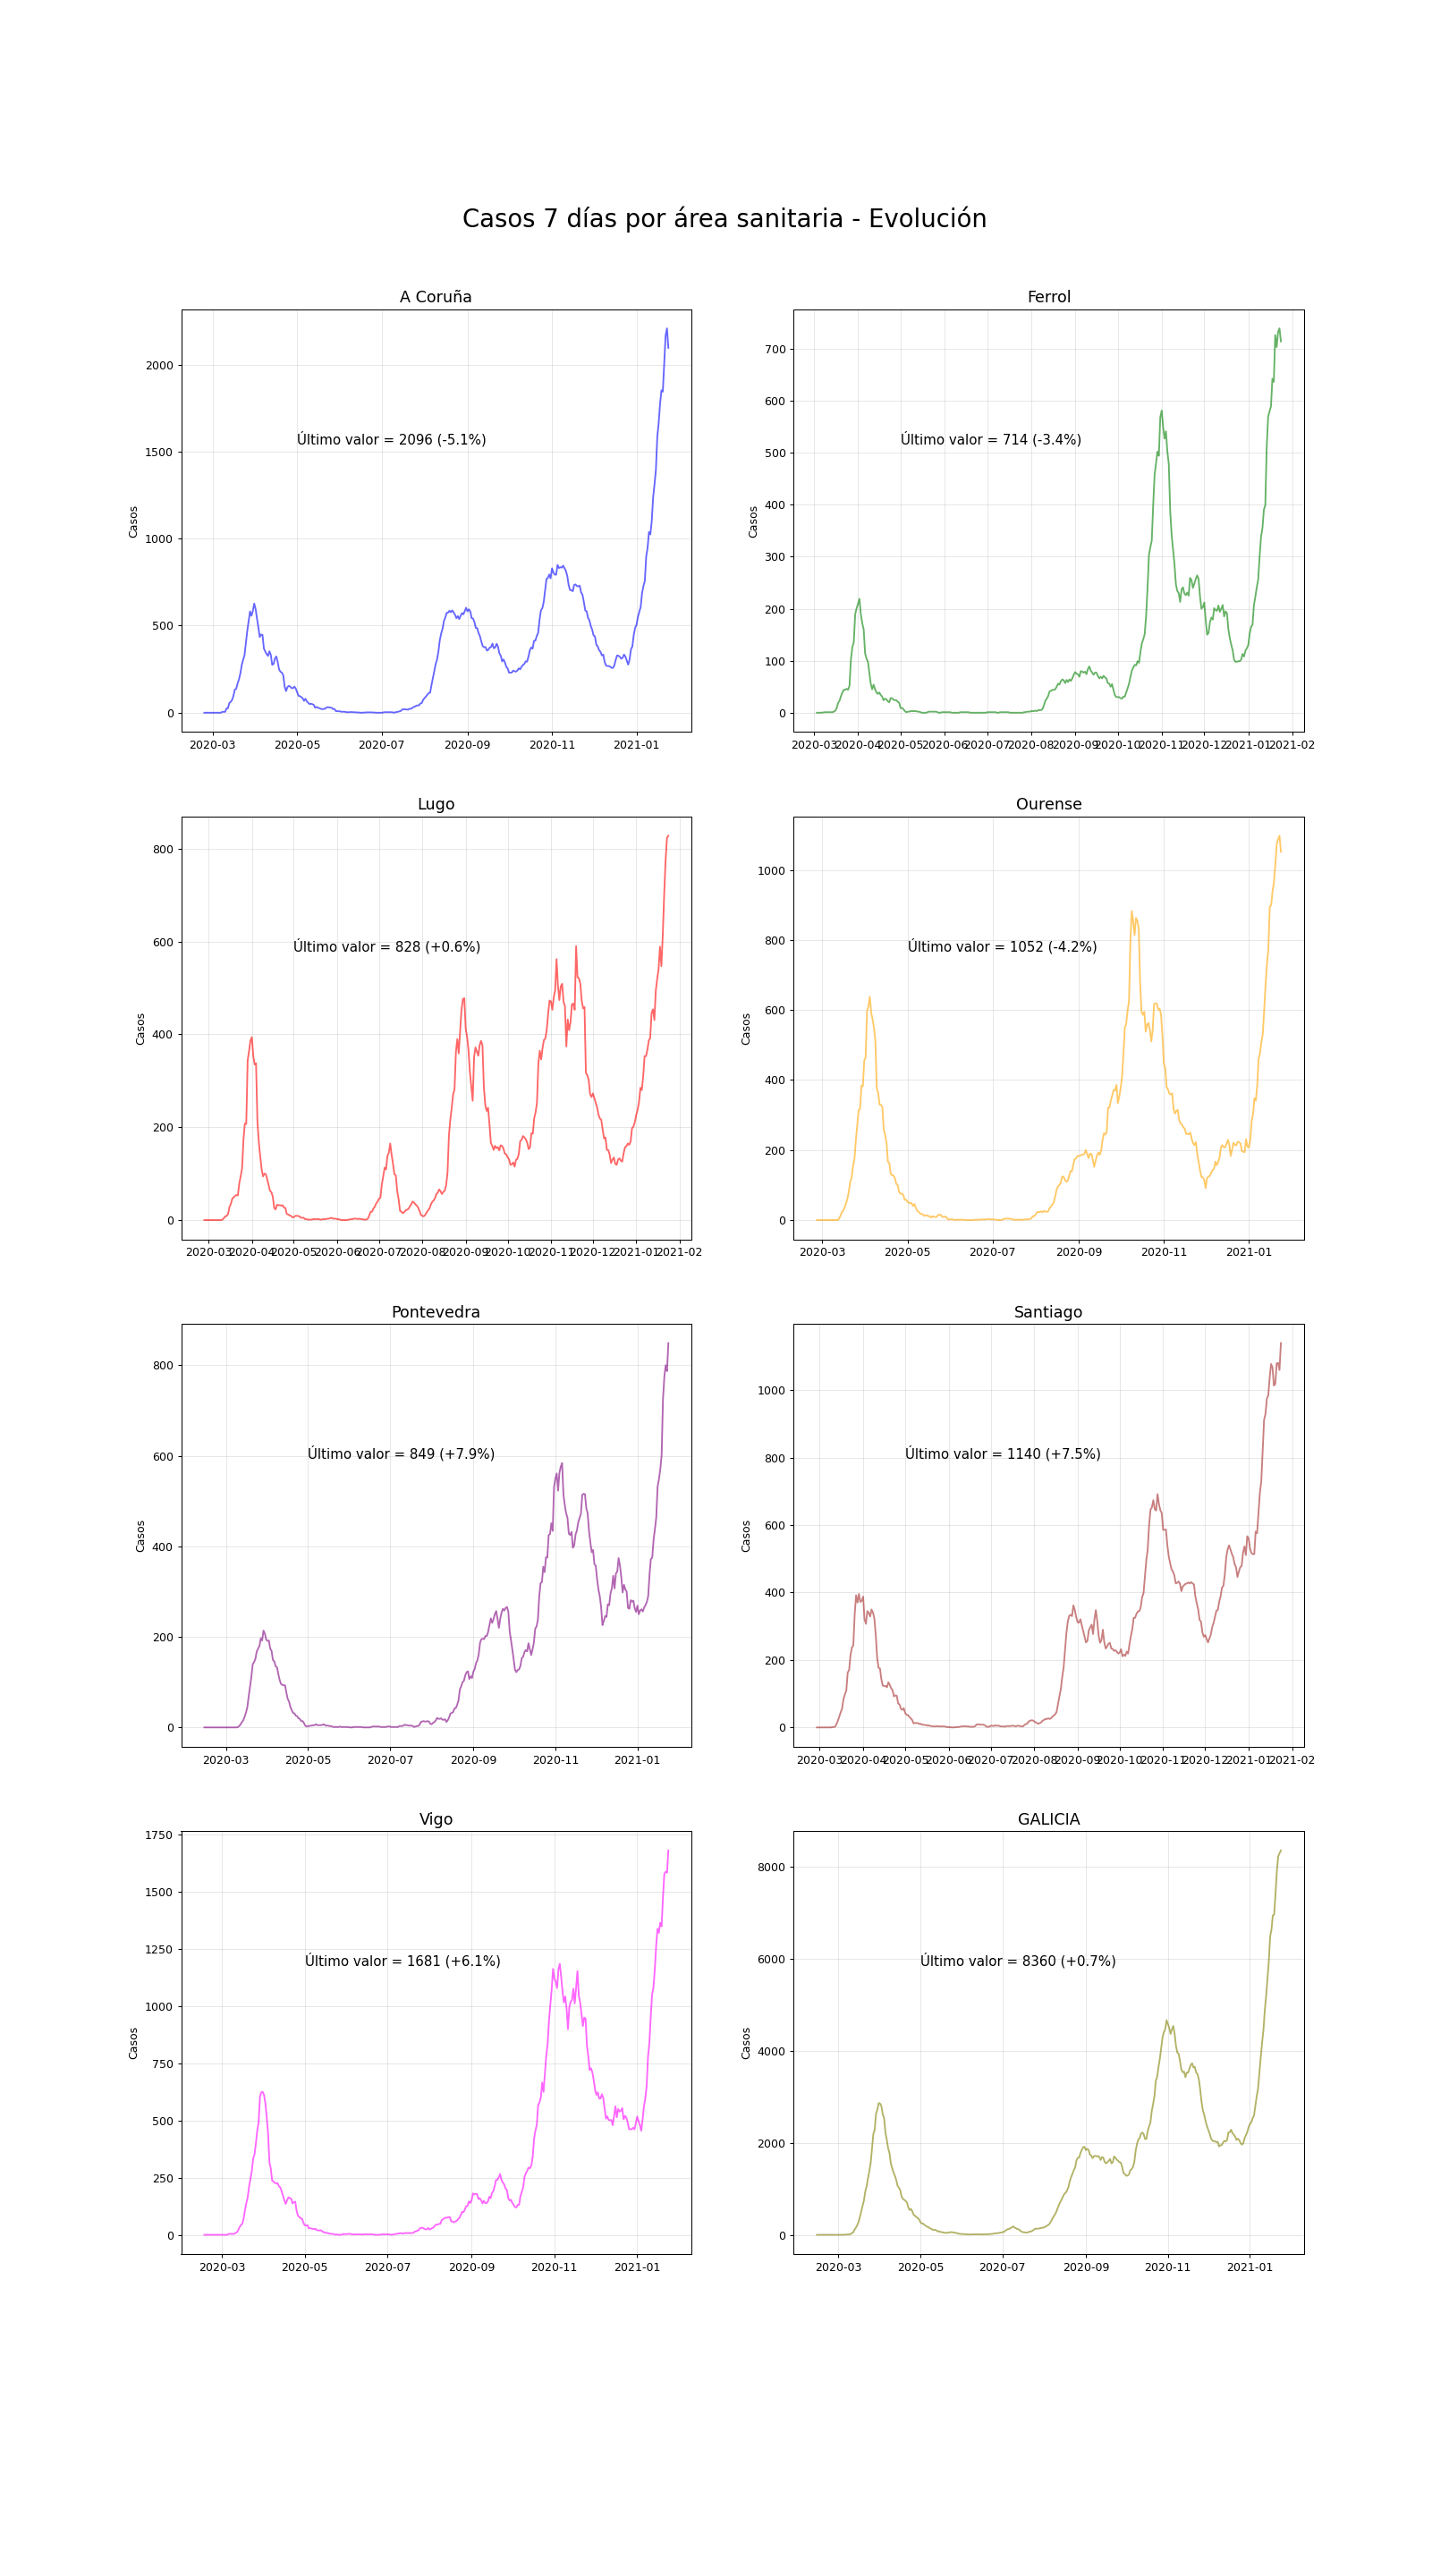 Casos 7 días por área sanitaria - Evolución
A Coruña
2000
1500
1000
500
0
Casos
Último valor = 2096 (-5.1%)
2020-03 2020-05 2020-07 2020-09 2020-11 2021-01
Ferrol
700
600
500
400
300
200
100
0
Casos
Último valor = 714 (-3.4%)
2020-03 2020-04 2020-05 2020-06 2020-07 2020-08 2020-09 2020-10 2020-11 2020-12 2021-01 2021-02
Lugo
800
600
400
200
0
Casos
Último valor = 828 (+0.6%)
2020-03 2020-04 2020-05 2020-06 2020-07 2020-08 2020-09 2020-10 2020-11 2020-12 2021-01 2021-02
Ourense
1000
800
600
400
200
0
Casos
Último valor = 1052 (-4.2%)
2020-03 2020-05 2020-07 2020-09 2020-11 2021-01
Pontevedra
800
600
400
200
0
Casos
Último valor = 849 (+7.9%)
2020-03 2020-05 2020-07 2020-09 2020-11 2021-01
Santiago
1000
800
600
400
200
0
Casos
Último valor = 1140 (+7.5%)
2020-03 2020-04 2020-05 2020-06 2020-07 2020-08 2020-09 2020-10 2020-11 2020-12 2021-01 2021-02
Vigo
1750
1500
1250
1000
750
500
250
0
Casos
Último valor = 1681 (+6.1%)
2020-03 2020-05 2020-07 2020-09 2020-11 2021-01
GALICIA
8000
6000
4000
2000
0
Casos
Último valor = 8360 (+0.7%)
2020-03 2020-05 2020-07 2020-09 2020-11 2021-01